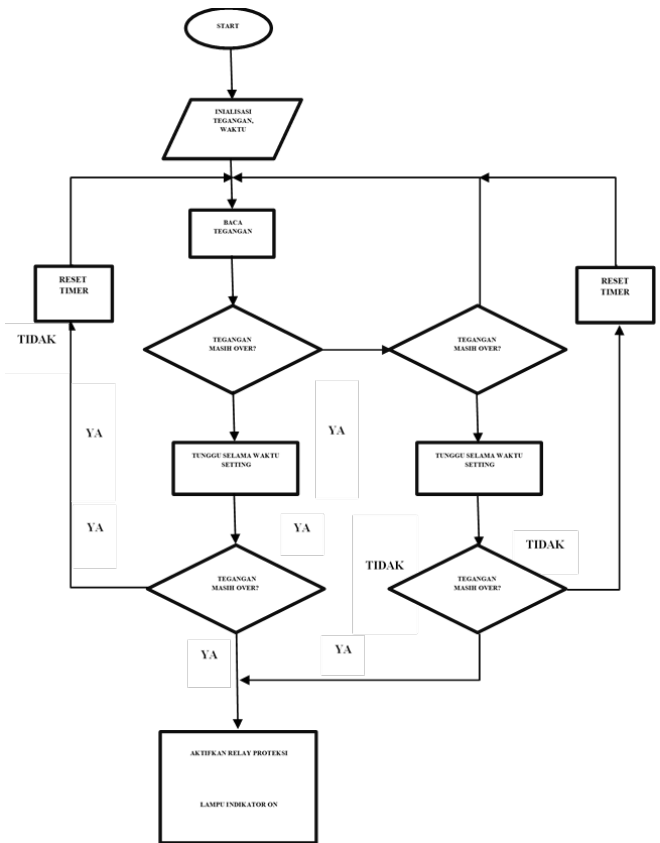 START
INIALISASI
TEGANGAN,
WAKTU
BACA
TEGANGAN
RESET
TIMER
RESET
TIMER
TIDAK
TEGANGAN
MASIH OVER?
TEGANGAN
MASIH OVER?
YA
YA
TUNGGU SELAMA WAKTU
SETTING
TUNGGU SELAMA WAKTU
SETTING
YA
YA
TIDAK
TIDAK
TEGANGAN
MASIH OVER?
TEGANGAN
MASIH OVER?
YA
YA
AKTIFKAN RELAY PROTEKSI
LAMPU INDIKATOR ON